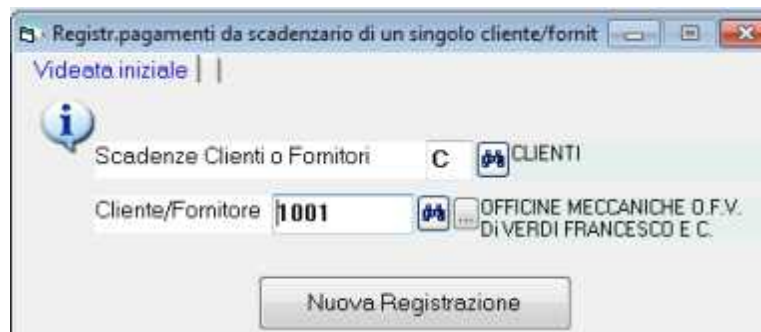 Registr.pagamenti da scadenzario di un singolo cliente/fornit
Videata iniziale
Scadenze Clienti o Fornitori C CLIENTI
Cliente/Fornitore 1001 ... OFFICINE MECCANICHE O.F.V.
Di VERDI FRANCESCO E C.
Nuova Registrazione